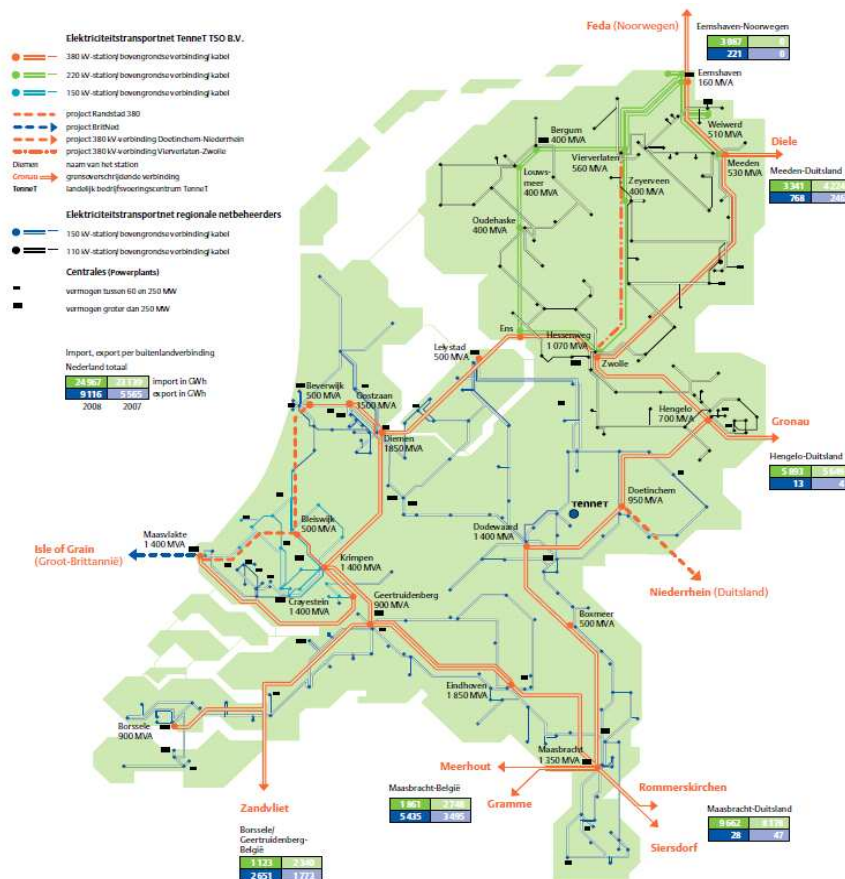 Elektriciteitstransportnet TenneT TSO B.V.
380 kV-station/bovengrondse verbinding/kabel
220 kV-station/bovengrondse verbinding/kabel
150 kV-station/bovengrondse verbinding/kabel
project Randstad 380
project BritNed
project 380 kV-verbinding Doetinchem-Niederrhein
project 380 kV-verbinding Vierverlaten-Zwolle
Diemen naam van het station
Gronau grensoverschrijdende verbinding
TenneT landelijk bedrijfsvoeringscentrum TenneT
Elektriciteitstransportnet regionale netbeheerders
150 kV-station/bovengrondse verbinding/kabel
110 kV-station/bovengrondse verbinding/kabel
Centrales (Powerplants)
vermogen tussen 60 en 250 MW
vermogen groter dan 250 MW
Import, export per buitenlandverbinding
Nederland totaal
24 967 import in GWh
9 116 5 565 export in GWh
2008 2007
Feda (Noorwegen)
Eemshaven-Noorwegen
3 087 0
221 0
Eemshaven
160 MVA
Weiwerd
510 MVA
Bergum
400 MVA
Vierverlaten
560 MVA
Diele
Meeden
530 MVA
Meeden-Duitsland
3 341 4 224
768 246
Louws-
meer
400 MVA
Zeyerveen
400 MVA
Oudehaske
400 MVA
Ens
Hessenweg
1 070 MVA
Zwolle
Lelystad
500 MVA
Beverwijk
500 MVA
Oostzaan
1500 MVA
Diemen
1850 MVA
Hengelo
700 MVA
Gronau
Hengelo-Duitsland
5 893 5 649
13 4
Doetinchem
950 MVA
TenneT
Bleiswijk
500 MVA
Dodewaard
1 400 MVA
Maasvlakte
1 400 MVA
Isle of Grain
(Groot-Brittannië)
Krimpen
1 400 MVA
Niederrhein (Duitsland)
Crayestein
1 400 MVA
Geertruidenberg
900 MVA
Boxmeer
500 MVA
Eindhoven
1 850 MVA
Borssele
900 MVA
Maasbracht
1 350 MVA
Meerhout
Gramme
Rommerskirchen
Siersdorf
Maasbracht-België
1 861 2 748
5 435 3 495
Maasbracht-Duitsland
9 662 8 178
28 47
Zandvliet
Borssele/
Geertruidenberg-
België
1 123 2 340
2 651 1 773